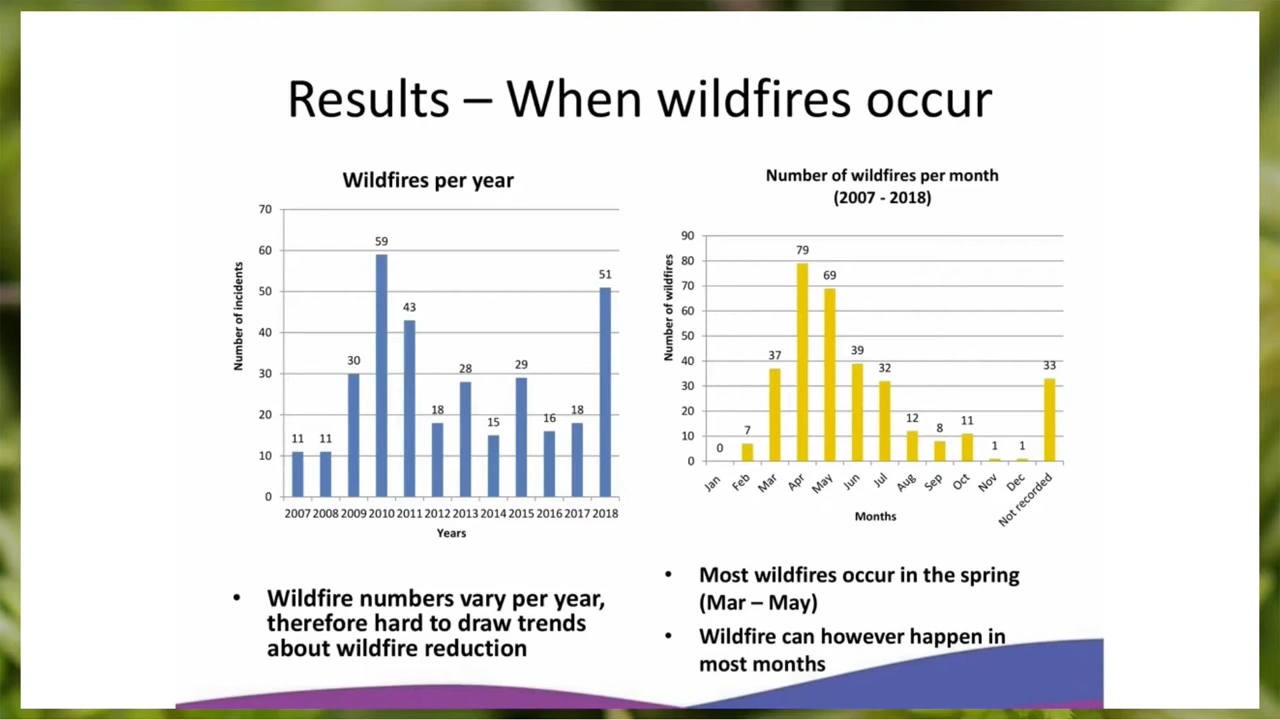 Results – When wildfires occur
Wildfires per year
Number of incidents
70
60
50
40
30
20
10
0
11
11
30
59
43
18
28
15
29
16
18
51
2007 2008 2009 2010 2011 2012 2013 2014 2015 2016 2017 2018
Years
• Wildfire numbers vary per year,
therefore hard to draw trends
about wildfire reduction
Number of wildfires per month
(2007 - 2018)
Number of wildfires
90
80
70
60
50
40
30
20
10
0
0
7
37
79
69
39
32
12
8
11
1
1
33
Jan Feb Mar Apr May Jun Jul Aug Sep Oct Nov Dec Not recorded
Months
• Most wildfires occur in the spring
(Mar – May)
• Wildfire can however happen in
most months